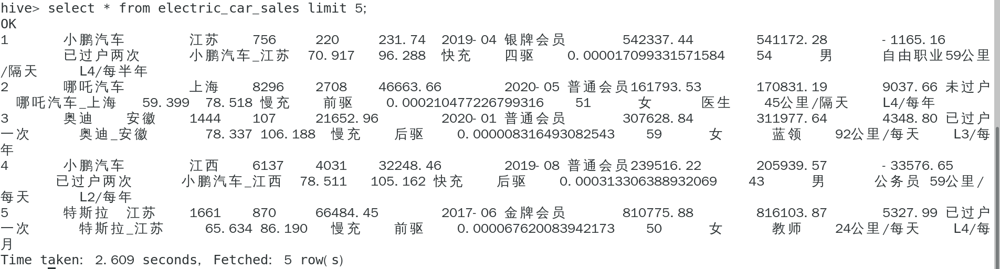 hive> select * from electric_car_sales limit 5;
OK
1 小鹏汽车 江苏 756 220 231.74 2019-04 银牌会员 542337.44 541172.28 -1165.16
已过户两次 小鹏汽车_江苏 70.917 96.288 快充 四驱 0.000017099331571584 54 男 自由职业 59公里
/隔天 L4/每半年
2 哪吒汽车 上海 8296 2708 46663.66 2020-05 普通会员 161793.53 170831.19 9037.66 未过户
哪吒汽车_上海 59.399 78.518 慢充 前驱 0.000210477226799316 51 女 医生 45公里/隔天 L4/每年
3 奥迪 安徽 1444 107 21652.96 2020-01 普通会员 307628.84 311977.64 4348.80 已过户
一次 奥迪_安徽 78.337 106.188 慢充 后驱 0.000008316493082543 59 女 蓝领 92公里/每天 L3/每
年
4 小鹏汽车 江西 6137 4031 32248.46 2019-08 普通会员 239516.22 205939.57 -33576.65
已过户两次 小鹏汽车_江西 78.511 105.162 快充 后驱 0.000313306388932069 43 男 公务员 59公里/
每天 L2/每年
5 特斯拉 江苏 1661 870 66484.45 2017-06 金牌会员 810775.88 816103.87 5327.99 已过户
一次 特斯拉_江苏 65.634 86.190 慢充 前驱 0.000067620083942173 50 女 教师 24公里/每天 L4/每
月
Time taken: 2.609 seconds, Fetched: 5 row(s)